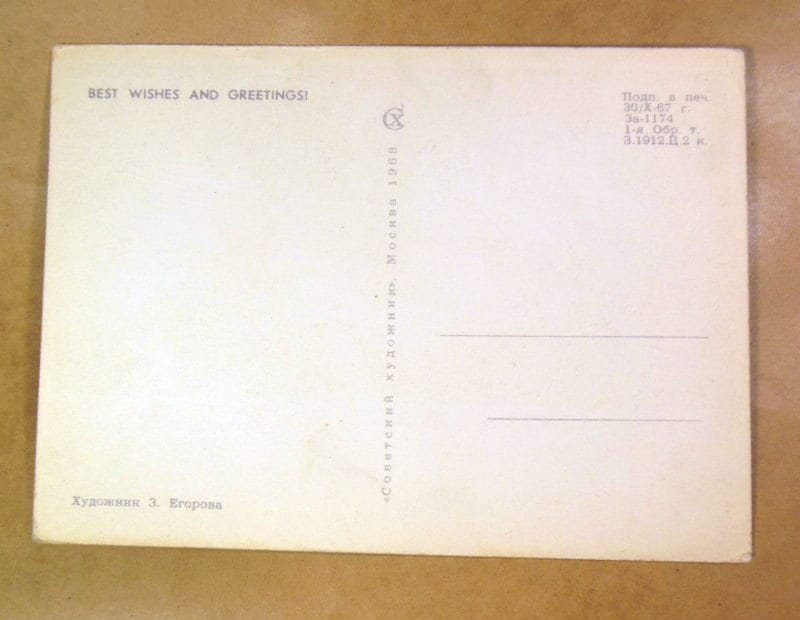 BEST WISHES AND GREETINGS!
Художник З. Егорова
СХ
«Советский художник», Москва 1968
Подп. в печ.
30/X-67 г.
За-1174
1-я Обр. т.
З.1912.Ц.2 к.